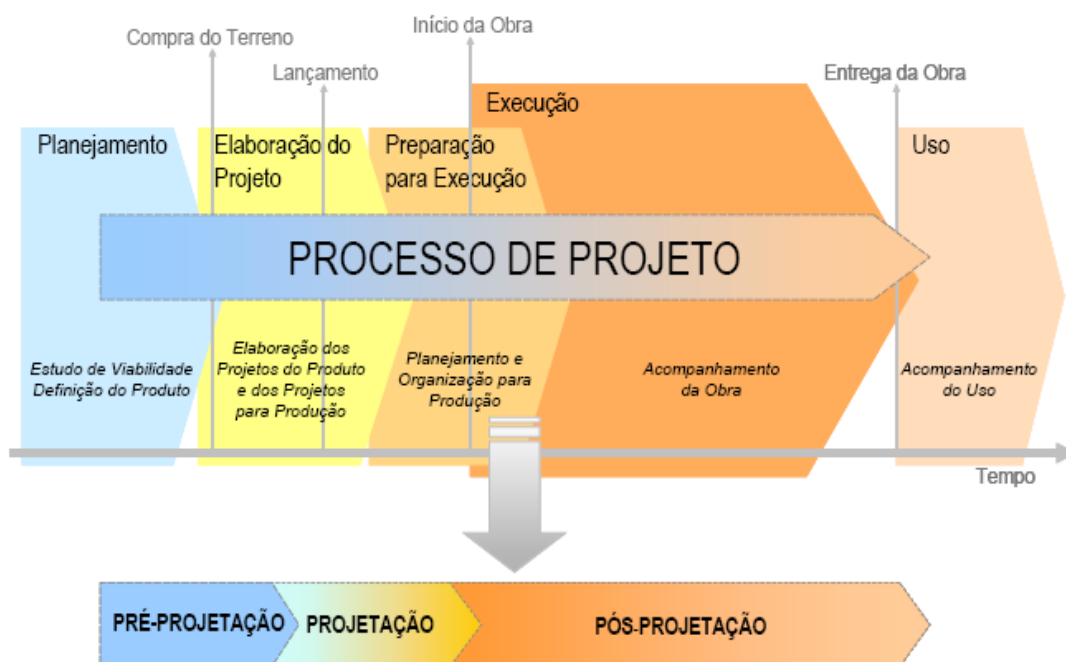 Compra do Terreno
Lançamento
Início da Obra
Entrega da Obra
Planejamento
Elaboração do
Projeto
Preparação
para Execução
Execução
Uso
PROCESSO DE PROJETO
Estudo de Viabilidade
Definição do Produto
Elaboração dos
Projetos do Produto
e dos Projetos
para Produção
Planejamento e
Organização para
Produção
Acompanhamento
da Obra
Acompanhamento
do Uso
Tempo
PRÉ-PROJETAÇÃO
PROJETAÇÃO
PÓS-PROJETAÇÃO